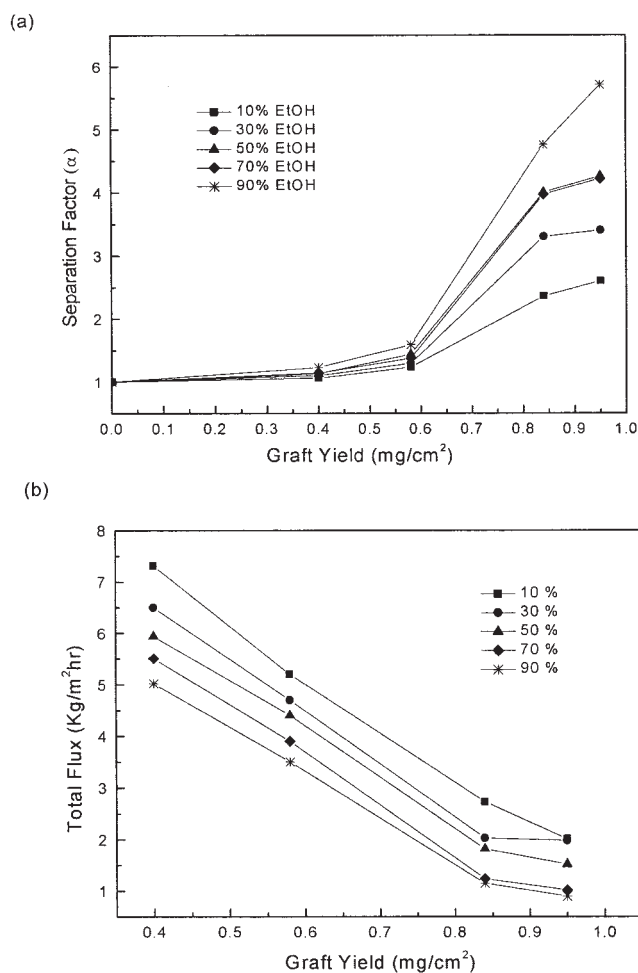 (a)
6
5
4
3
2
1
Separation Factor (α)
10% EtOH
30% EtOH
50% EtOH
70% EtOH
90% EtOH
0.0 0.1 0.2 0.3 0.4 0.5 0.6 0.7 0.8 0.9 1.0
Graft Yield (mg/cm²)
(b)
8
7
6
5
4
3
2
1
Total Flux (Kg/m²hr)
10 %
30 %
50 %
70 %
90 %
0.4 0.5 0.6 0.7 0.8 0.9 1.0
Graft Yield (mg/cm²)